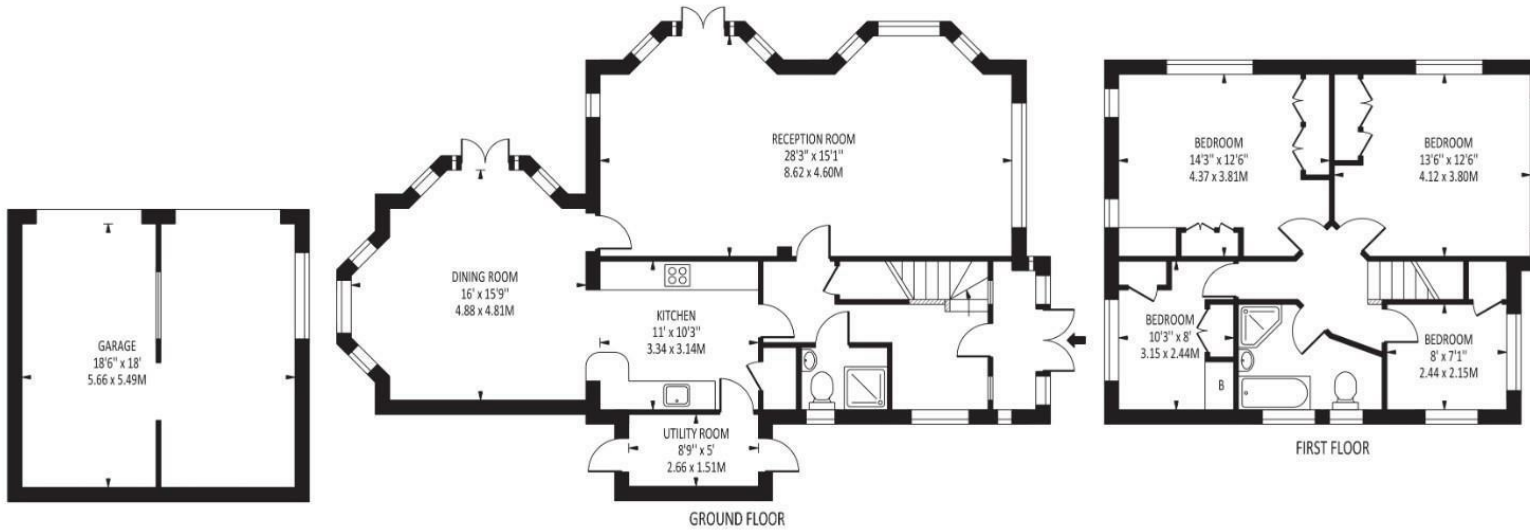 GARAGE
18'6" x 18'
5.66 x 5.49M
DINING ROOM
16' x 15'9"
4.88 x 4.81M
RECEPTION ROOM
28'3" x 15'1"
8.62 x 4.60M
KITCHEN
11' x 10'3"
3.34 x 3.14M
UTILITY ROOM
8'9" x 5'
2.66 x 1.51M
GROUND FLOOR
BEDROOM
14'3" x 12'6"
4.37 x 3.81M
BEDROOM
13'6" x 12'6"
4.12 x 3.80M
BEDROOM
10'3" x 8'
3.15 x 2.44M
B
BEDROOM
8' x 7'1"
2.44 x 2.15M
FIRST FLOOR